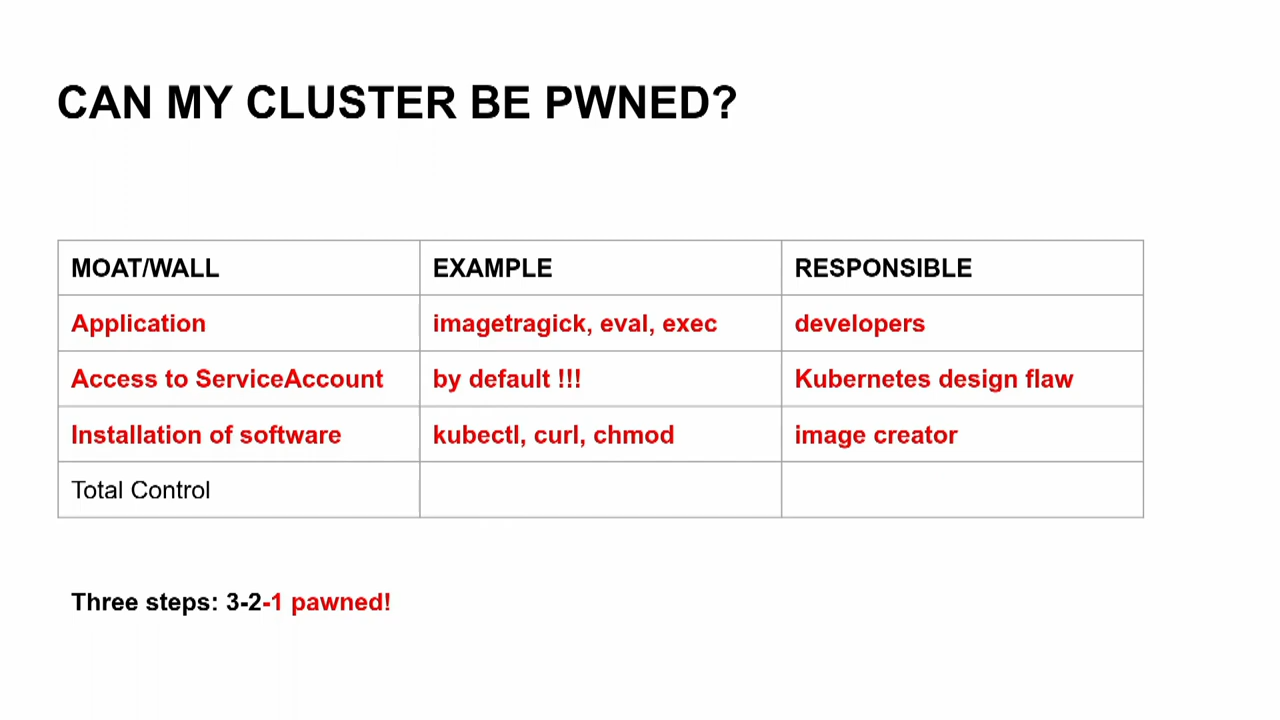 CAN MY CLUSTER BE PWNED?
MOAT/WALL EXAMPLE RESPONSIBLE
Application imagetragick, eval, exec developers
Access to ServiceAccount by default !!! Kubernetes design flaw
Installation of software kubectl, curl, chmod image creator
Total Control
Three steps: 3-2-1 pawned!